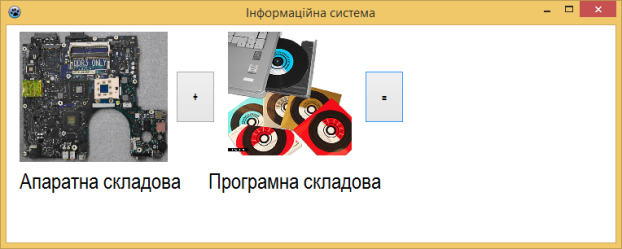 Інформаційна система
DDR3 ONLY
+
=
Апаратна складова
Програмна складова